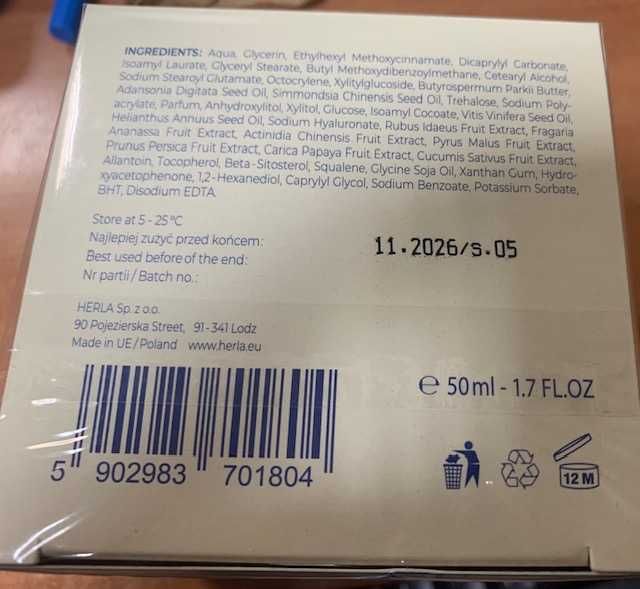 INGREDIENTS: Aqua, Glycerin, Ethylhexyl Methoxycinnamate, Dicaprylyl Carbonate,
Isoamyl Laurate, Glyceryl Stearate, Butyl Methoxydibenzoylmethane, Cetearyl Alcohol,
Sodium Stearoyl Glutamate, Octocrylene, Xylitylglucoside, Butyrospermum Parkii Butter,
Adansonia Digitata Seed Oil, Simmondsia Chinensis Seed Oil, Trehalose, Sodium Poly-
acrylate, Parfum, Anhydroxylitol, Xylitol, Glucose, Isoamyl Cocoate, Vitis Vinifera Seed Oil,
Helianthus Annuus Seed Oil, Sodium Hyaluronate, Rubus Idaeus Fruit Extract, Fragaria
Ananassa Fruit Extract, Actinidia Chinensis Fruit Extract, Pyrus Malus Fruit Extract,
Prunus Persica Fruit Extract, Carica Papaya Fruit Extract, Cucumis Sativus Fruit Extract,
Allantoin, Tocopherol, Beta-Sitosterol, Squalene, Glycine Soja Oil, Xanthan Gum, Hydro-
xyacetophenone, 1,2-Hexanediol, Caprylyl Glycol, Sodium Benzoate, Potassium Sorbate,
BHT, Disodium EDTA.
Store at 5 - 25 °C
Najlepiej zużyć przed końcem:
Best used before of the end:
11.2026/s.05
Nr partii / Batch no.:
HERLA Sp. z o.o.
90 Pojezierska Street, 91-341 Lodz
Made in UE / Poland www.herla.eu
℮ 50 ml - 1.7 FL.OZ
5 902983 701804
12 M